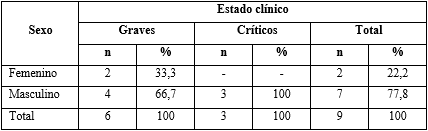 Sexo Estado clínico
Graves Críticos Total
n % n % n %
Femenino 2 33,3 - - 2 22,2
Masculino 4 66,7 3 100 7 77,8
Total 6 100 3 100 9 100